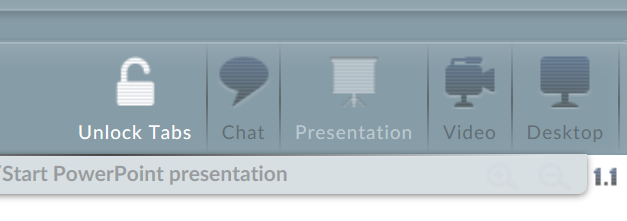 Unlock Tabs Chat Presentation Video Desktop
/Start PowerPoint presentation 1.1